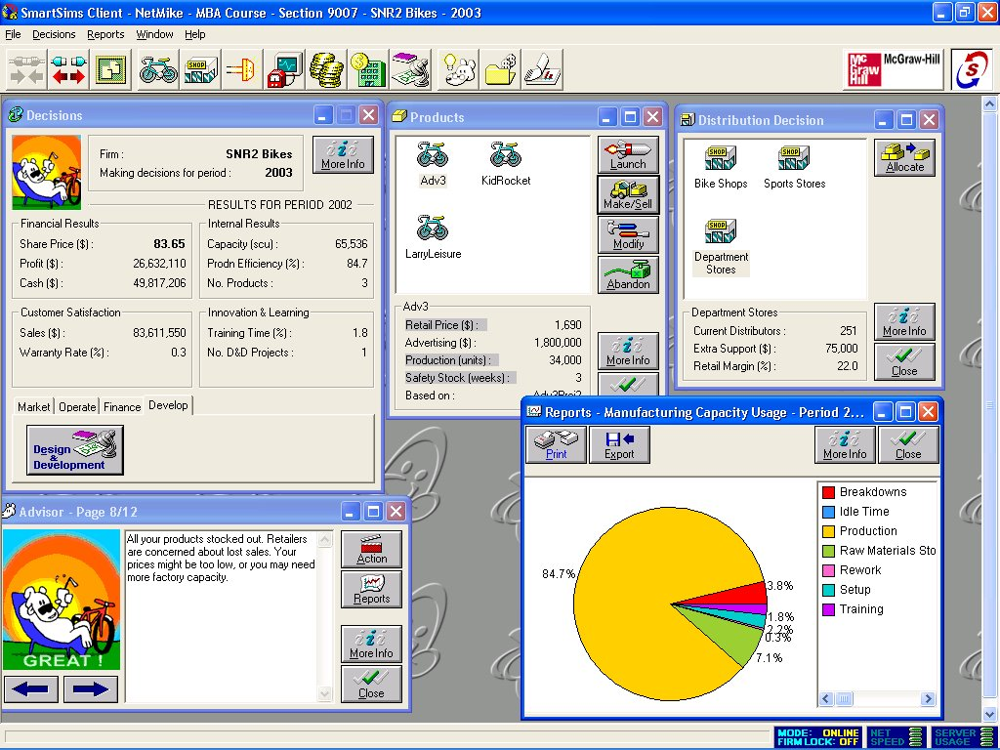 SmartSims Client - NetMike - MBA Course - Section 9007 - SNR2 Bikes - 2003
File Decisions Reports Window Help
SHOP
Mc Graw Hill
McGraw-Hill
S
Decisions
Firm : SNR2 Bikes
Making decisions for period : 2003
More Info
RESULTS FOR PERIOD 2002
Financial Results
Share Price ($) : 83.65
Profit ($) : 26,632,110
Cash ($) : 49,817,206
Internal Results
Capacity (scu) : 65,536
Prodn Efficiency (%) : 84.7
No. Products : 3
Customer Satisfaction
Sales ($) : 83,611,550
Warranty Rate (%) : 0.3
Innovation & Learning
Training Time (%) : 1.8
No. D&D Projects : 1
Market Operate Finance Develop
Design
&
Development
Products
Adv3
KidRocket
LarryLeisure
Launch
Make/Sell
Modify
Abandon
Adv3
Retail Price ($) : 1,690
Advertising ($) : 1,800,000
Production (units) : 34,000
Safety Stock (weeks) : 3
Based on : Adv3Proj2
More Info
Distribution Decision
SHOP
Bike Shops
SHOP
Sports Stores
SHOP
Department
Stores
Allocate
Department Stores
Current Distributors : 251
Extra Support ($) : 75,000
Retail Margin (%) : 22.0
More Info
Close
Advisor - Page 8/12
GREAT !
All your products stocked out. Retailers
are concerned about lost sales. Your
prices might be too low, or you may need
more factory capacity.
Action
Reports
More Info
Close
Reports - Manufacturing Capacity Usage - Period 2...
Print
Export
More Info
Close
84.7%
3.8%
1.8%
2.2%
0.3%
7.1%
Breakdowns
Idle Time
Production
Raw Materials Sto
Rework
Setup
Training
MODE: ONLINE
FIRM LOCK: OFF
NET
SPEED
SERVER
USAGE